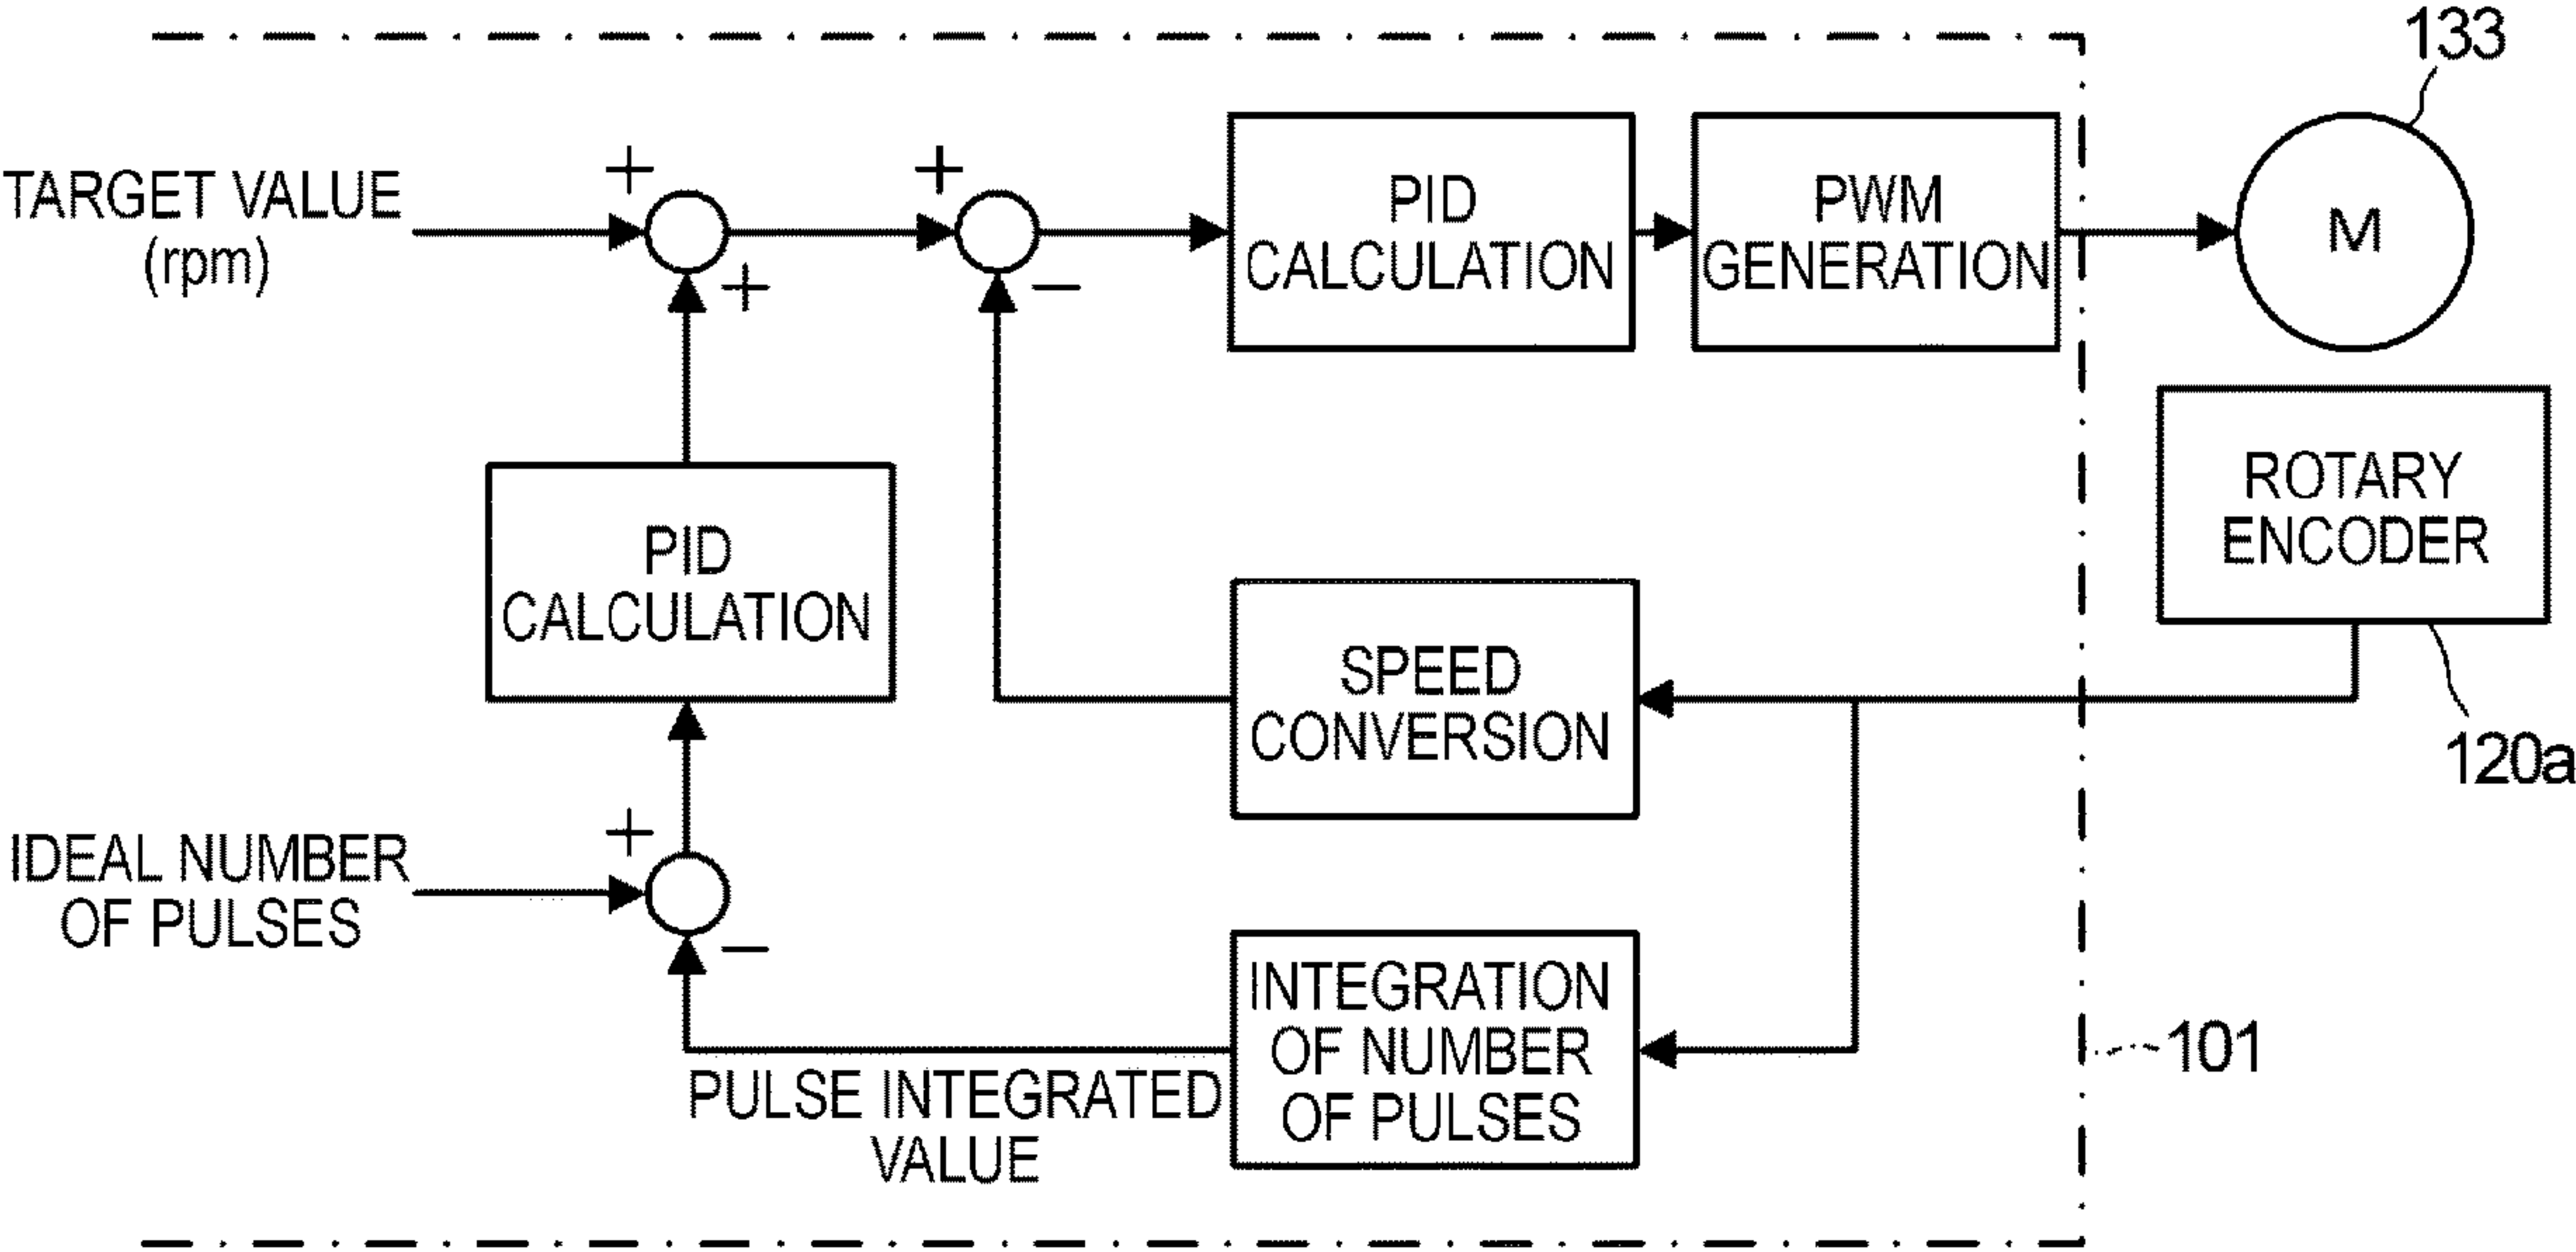 133
TARGET VALUE
(rpm)
+
+
+
−
PID
CALCULATION
PWM
GENERATION
M
ROTARY
ENCODER
120a
PID
CALCULATION
SPEED
CONVERSION
IDEAL NUMBER
OF PULSES
+
−
INTEGRATION
OF NUMBER
OF PULSES
PULSE INTEGRATED
VALUE
101